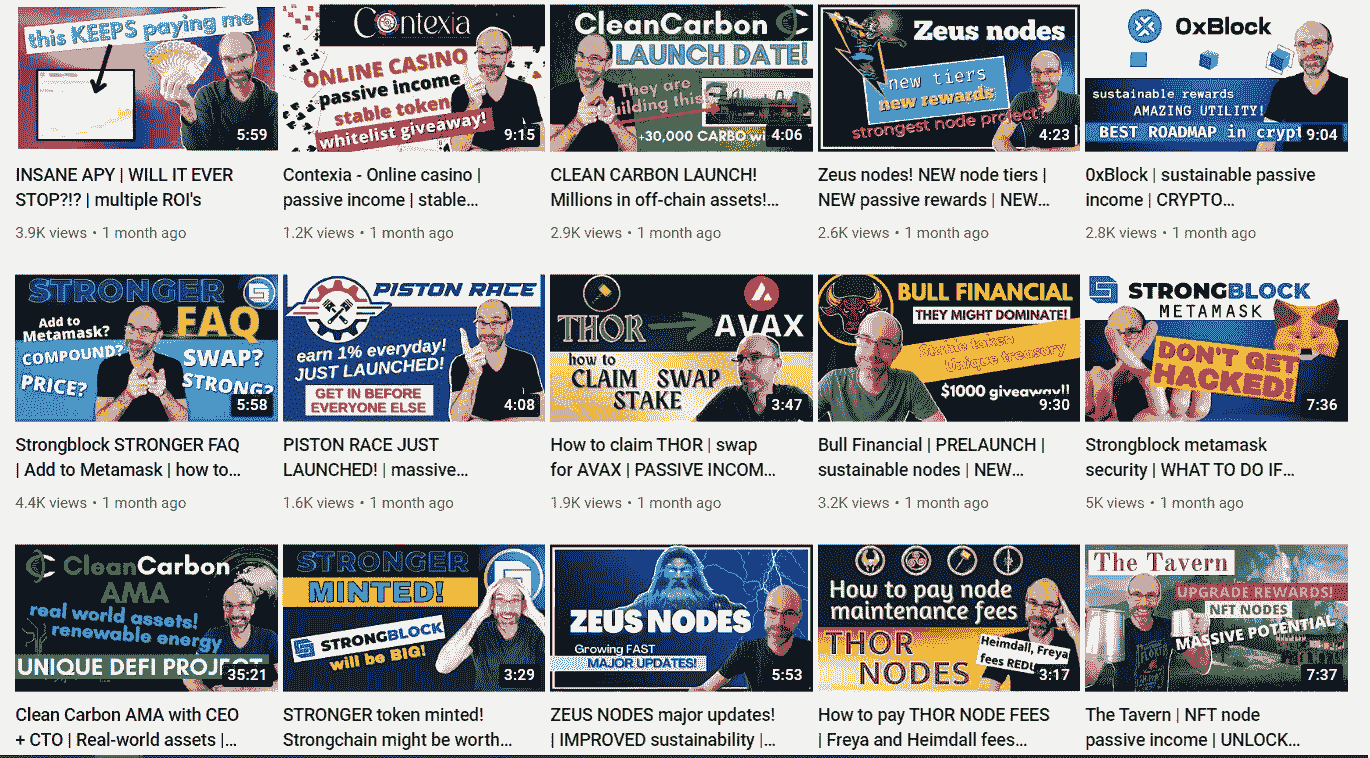 this KEEPS paying me
5:59
INSANE APY | WILL IT EVER
STOP?!? | multiple ROI's
3.9K views • 1 month ago
Contexia
ONLINE CASINO
passive income
stable token
whitelist giveaway!
9:15
Contexia - Online casino |
passive income | stable...
1.2K views • 1 month ago
CleanCarbon
LAUNCH DATE!
They are
building this
+30,000 CARBO
4:06
CLEAN CARBON LAUNCH!
Millions in off-chain assets!...
2.9K views • 1 month ago
Zeus nodes
new tiers
new rewards
strongest node project?
4:23
Zeus nodes! NEW node tiers |
NEW passive rewards | NEW...
2.6K views • 1 month ago
0xBlock
sustainable rewards
AMAZING UTILITY!
BEST ROADMAP in crypt
9:04
0xBlock | sustainable passive
income | CRYPTO...
2.8K views • 1 month ago
STRONGER
FAQ
Add to
Metamask?
COMPOUND?
PRICE?
SWAP?
STRONG?
5:58
Strongblock STRONGER FAQ
| Add to Metamask | how to...
4.4K views • 1 month ago
PISTON RACE
earn 1% everyday!
JUST LAUNCHED!
GET IN BEFORE
EVERYONE ELSE
4:08
PISTON RACE JUST
LAUNCHED! | massive...
1.6K views • 1 month ago
THOR AVAX
how to
CLAIM SWAP
STAKE
3:47
How to claim THOR | swap
for AVAX | PASSIVE INCOM...
1.9K views • 1 month ago
BULL FINANCIAL
THEY MIGHT DOMINATE!
Unique treasury
$1000 giveaway!!
9:30
Bull Financial | PRELAUNCH |
sustainable nodes | NEW...
3.2K views • 1 month ago
STRONGBLOCK
METAMASK
DON'T GET
HACKED!
7:36
Strongblock metamask
security | WHAT TO DO IF...
5K views • 1 month ago
CleanCarbon
AMA
real world assets!
renewable energy
UNIQUE DEFI PROJECT
35:21
Clean Carbon AMA with CEO
+ CTO | Real-world assets |...
STRONGER
MINTED!
STRONGBLOCK
will be BIG!
3:29
STRONGER token minted!
Strongchain might be worth...
ZEUS NODES
Growing FAST
MAJOR UPDATES!
5:53
ZEUS NODES major updates!
| IMPROVED sustainability |...
How to pay node
maintenance fees
THOR
NODES
Heimdall, Freya
fees
3:17
How to pay THOR NODE FEES
| Freya and Heimdall fees...
The Tavern
UPGRADE REWARDS!
NFT NODES
MASSIVE POTENTIAL
7:37
The Tavern | NFT node
passive income | UNLOCK...